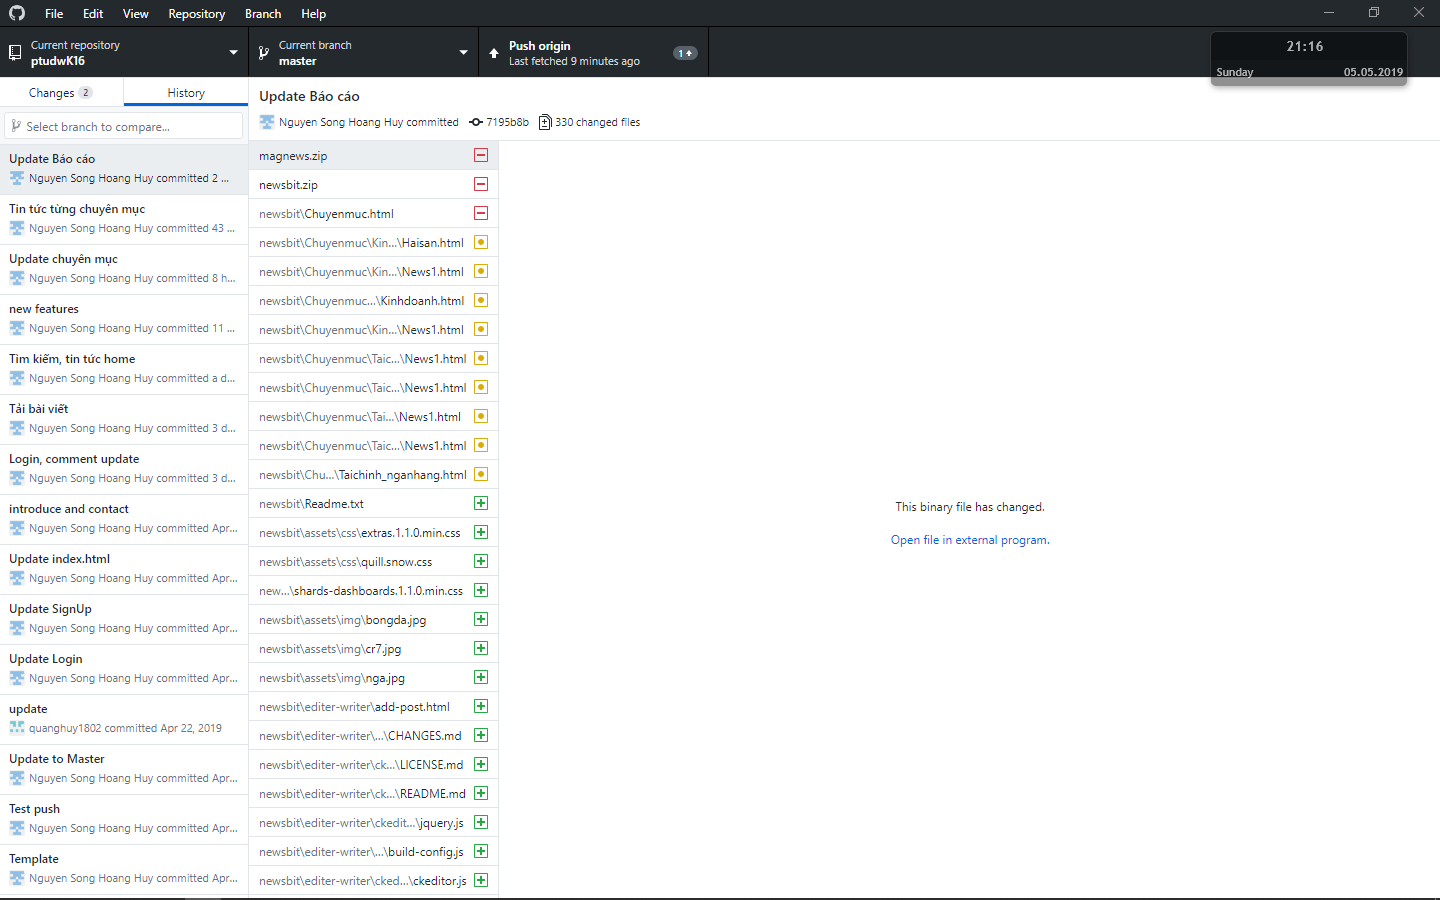 File Edit View Repository Branch Help
Current repository
ptudwK16
Current branch
master
Push origin
Last fetched 9 minutes ago
1
21:16
Sunday 05.05.2019
Changes 2
History
Select branch to compare...
Update Báo cáo
Nguyen Song Hoang Huy committed 2 ...
Tin tức từng chuyên mục
Nguyen Song Hoang Huy committed 43 ...
Update chuyên mục
Nguyen Song Hoang Huy committed 8 h...
new features
Nguyen Song Hoang Huy committed 11 ...
Tìm kiếm, tin tức home
Nguyen Song Hoang Huy committed a d...
Tải bài viết
Nguyen Song Hoang Huy committed 3 d...
Login, comment update
Nguyen Song Hoang Huy committed 3 d...
introduce and contact
Nguyen Song Hoang Huy committed Apr...
Update index.html
Nguyen Song Hoang Huy committed Apr...
Update SignUp
Nguyen Song Hoang Huy committed Apr...
Update Login
Nguyen Song Hoang Huy committed Apr...
update
quanghuy1802 committed Apr 22, 2019
Update to Master
Nguyen Song Hoang Huy committed Apr...
Test push
Nguyen Song Hoang Huy committed Apr...
Template
Nguyen Song Hoang Huy committed Apr...
Update Báo cáo
Nguyen Song Hoang Huy committed 7195b8b 330 changed files
magnews.zip
newsbit.zip
newsbit\Chuyenmuc.html
newsbit\Chuyenmuc\Kin...\Haisan.html
newsbit\Chuyenmuc\Kin...\News1.html
newsbit\Chuyenmuc...\Kinhdoanh.html
newsbit\Chuyenmuc\Kin...\News1.html
newsbit\Chuyenmuc\Taic...\News1.html
newsbit\Chuyenmuc\Taic...\News1.html
newsbit\Chuyenmuc\Tai...\News1.html
newsbit\Chuyenmuc\Taic...\News1.html
newsbit\Chu...\Taichinh_nganhang.html
newsbit\Readme.txt
newsbit\assets\css\extras.1.1.0.min.css
newsbit\assets\css\quill.snow.css
new...\shards-dashboards.1.1.0.min.css
newsbit\assets\img\bongda.jpg
newsbit\assets\img\cr7.jpg
newsbit\assets\img\nga.jpg
newsbit\editer-writer\add-post.html
newsbit\editer-writer\...\CHANGES.md
newsbit\editer-writer\ck...\LICENSE.md
newsbit\editer-writer\ck...\README.md
newsbit\editer-writer\ckedit...\jquery.js
newsbit\editer-writer\...\build-config.js
newsbit\editer-writer\cked...\ckeditor.js
This binary file has changed.
Open file in external program.